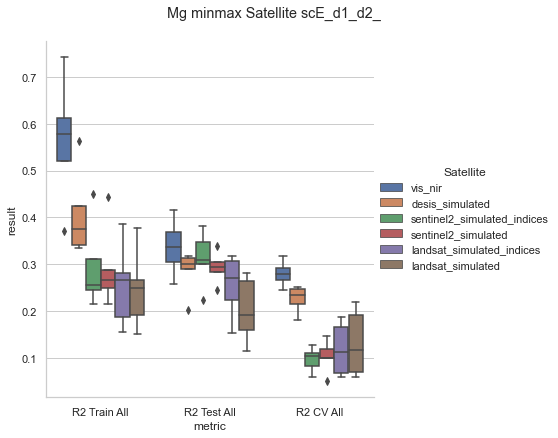 Mg minmax Satellite scE_d1_d2_
0.7
0.6
0.5
0.4
0.3
0.2
0.1
result
R2 Train All
R2 Test All
R2 CV All
metric
Satellite
vis_nir
desis_simulated
sentinel2_simulated_indices
sentinel2_simulated
landsat_simulated_indices
landsat_simulated